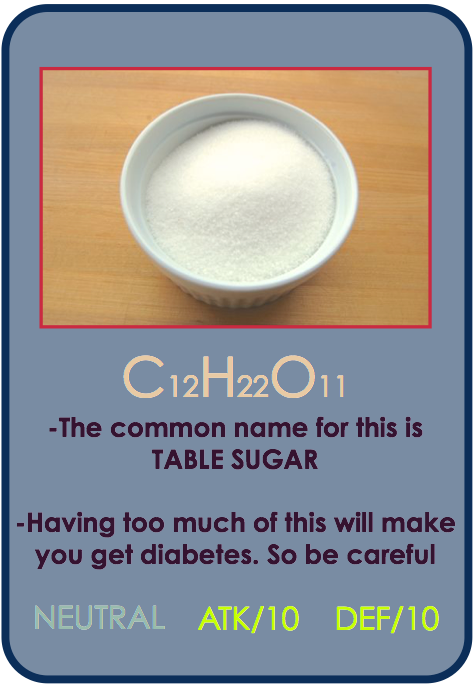 C12H22O11
-The common name for this is
TABLE SUGAR
-Having too much of this will make
you get diabetes. So be careful
NEUTRAL ATK/10 DEF/10